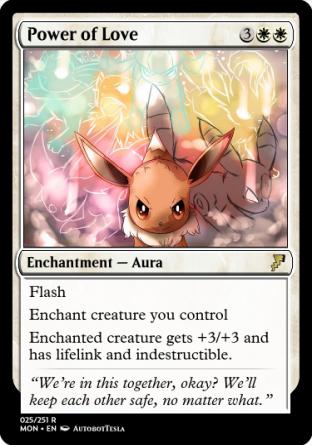 Power of Love 3
Enchantment — Aura
Flash
Enchant creature you control
Enchanted creature gets +3/+3 and
has lifelink and indestructible.
“We’re in this together, okay? We’ll
keep each other safe, no matter what.”
025/251 R
MON • EN AutobotTesla